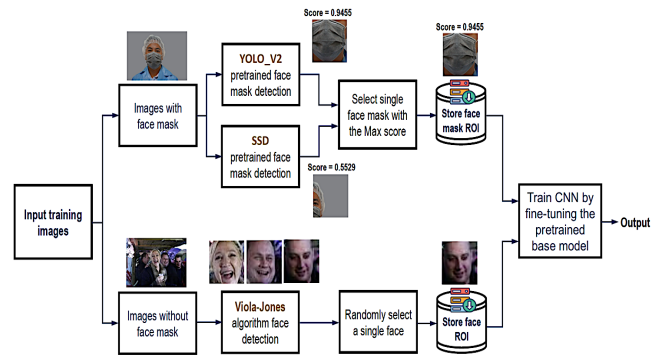 Score = 0.9455
Score = 0.9455
YOLO_V2
pretrained face
mask detection
Images with
face mask
Select single
face mask with
the Max score
Store face
mask ROI
SSD
pretrained face
mask detection
Score = 0.5529
Input training
images
Train CNN by
fine-tuning the
pretrained
base model
Output
Images without
face mask
Viola-Jones
algorithm face
detection
Randomly select
a single face
Store face
ROI